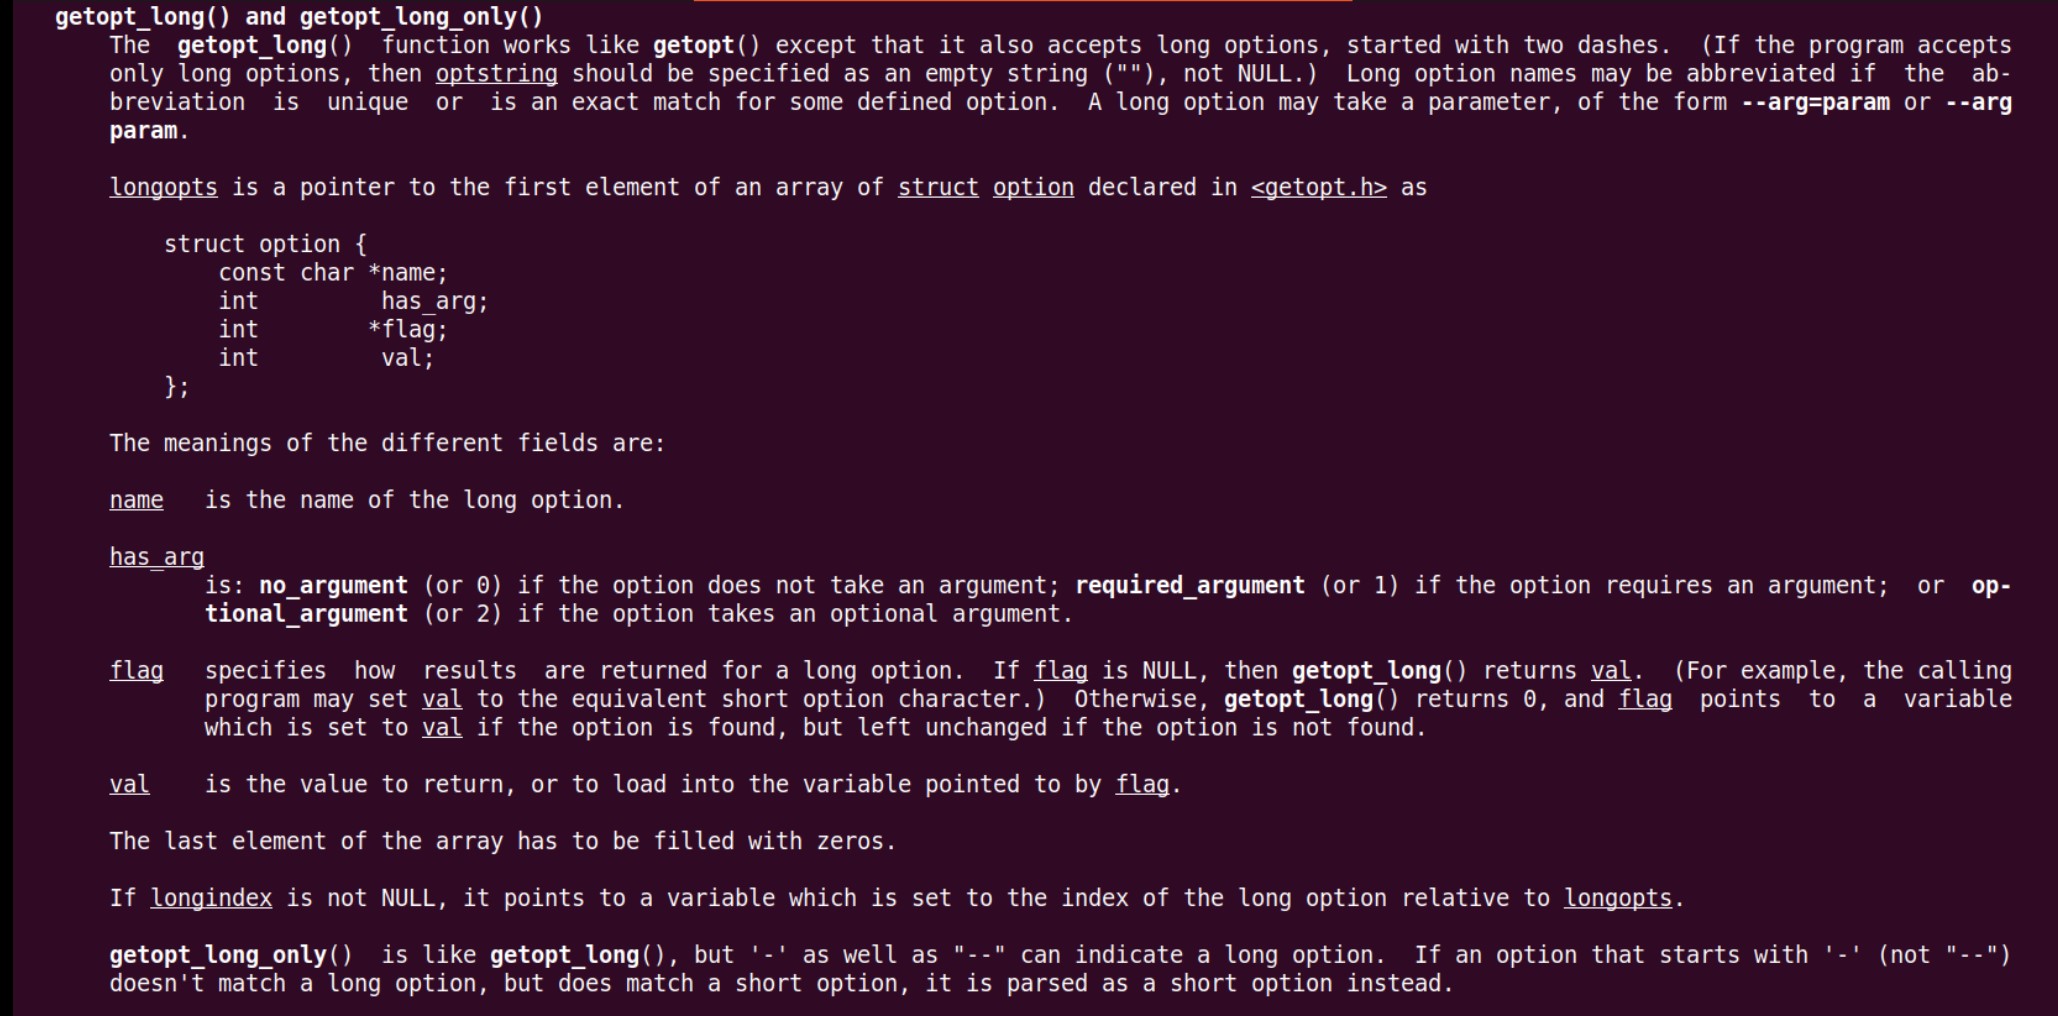 getopt_long() and getopt_long_only()
The getopt_long() function works like getopt() except that it also accepts long options, started with two dashes. (If the program accepts
only long options, then optstring should be specified as an empty string (""), not NULL.) Long option names may be abbreviated if the ab-
breviation is unique or is an exact match for some defined option. A long option may take a parameter, of the form --arg=param or --arg
param.
longopts is a pointer to the first element of an array of struct option declared in <getopt.h> as
struct option {
const char *name;
int has_arg;
int *flag;
int val;
};
The meanings of the different fields are:
name is the name of the long option.
has_arg
is: no_argument (or 0) if the option does not take an argument; required_argument (or 1) if the option requires an argument; or op-
tional_argument (or 2) if the option takes an optional argument.
flag specifies how results are returned for a long option. If flag is NULL, then getopt_long() returns val. (For example, the calling
program may set val to the equivalent short option character.) Otherwise, getopt_long() returns 0, and flag points to a variable
which is set to val if the option is found, but left unchanged if the option is not found.
val is the value to return, or to load into the variable pointed to by flag.
The last element of the array has to be filled with zeros.
If longindex is not NULL, it points to a variable which is set to the index of the long option relative to longopts.
getopt_long_only() is like getopt_long(), but '-' as well as "--" can indicate a long option. If an option that starts with '-' (not "--")
doesn't match a long option, but does match a short option, it is parsed as a short option instead.